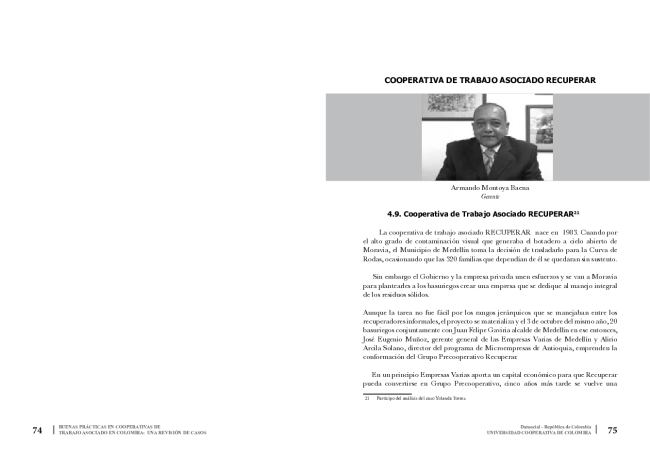 COOPERATIVA DE TRABAJO ASOCIADO RECUPERAR
Armando Montoya Baena
Gerente
4.9. Cooperativa de Trabajo Asociado RECUPERAR21
La cooperativa de trabajo asociado RECUPERAR nace en 1983. Cuando por
el alto grado de contaminación visual que generaba el botadero a cielo abierto de
Moravia, el Municipio de Medellín toma la decisión de trasladarlo para la Curva de
Rodas, ocasionando que las 320 familias que dependían de él se quedaran sin sustento.
Sin embargo el Gobierno y la empresa privada unen esfuerzos y se van a Moravia
para plantearles a los basuriegos crear una empresa que se dedique al manejo integral
de los residuos sólidos.
Aunque la tarea no fue fácil por los rangos jerárquicos que se manejaban entre los
recuperadores informales, el proyecto se materializa y el 3 de octubre del mismo año, 20
basuriegos conjuntamente con Juan Felipe Gaviria alcalde de Medellín en ese entonces,
José Eugenio Muñoz, gerente general de las Empresas Varias de Medellín y Alirio
Arcila Solano, director del programa de Microempresas de Antioquia, emprenden la
conformación del Grupo Precooperativo Recuperar.
En un principio Empresas Varias aporta un capital económico para que Recuperar
pueda convertirse en Grupo Precooperativo, cinco años más tarde se vuelve una
21 Participo del análisis del caso Yolanda
74
BUENAS PRÁCTICAS EN COOPERATIVAS DE
TRABAJO ASOCIADO EN COLOMBIA: UNA REVISIÓN DE CASOS
Dansocial - República de Colombia
UNIVERSIDAD COOPERATIVA DE COLOMBIA
75